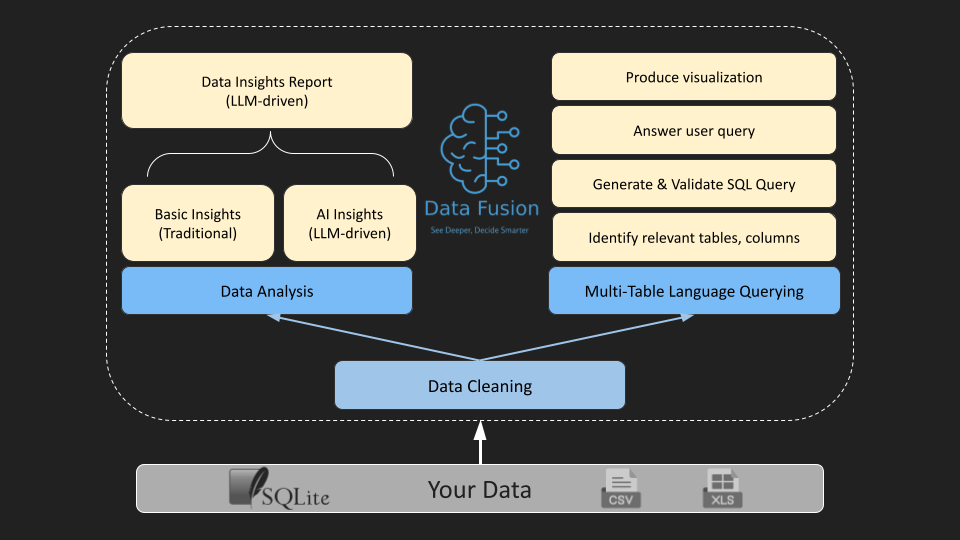 Data Insights Report
(LLM-driven)
Basic Insights
(Traditional)
AI Insights
(LLM-driven)
Data Analysis
Data Fusion
See Deeper, Decide Smarter
Produce visualization
Answer user query
Generate & Validate SQL Query
Identify relevant tables, columns
Multi-Table Language Querying
Data Cleaning
SQLite
Your Data
CSV
XLS